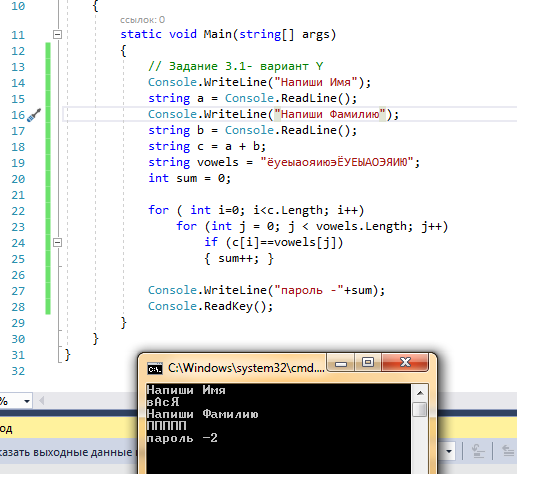 10 {
ссылок: 0
11 static void Main(string[] args)
12 {
13 // Задание 3.1- вариант Y
14 Console.WriteLine("Напиши Имя");
15 string a = Console.ReadLine();
16 Console.WriteLine("Напиши Фамилию");
17 string b = Console.ReadLine();
18 string c = a + b;
19 string vowels = "ёуеыаояиюэЁУЕЫАОЭЯИЮ";
20 int sum = 0;
21
22 for ( int i=0; i<c.Length; i++)
23 for (int j = 0; j < vowels.Length; j++)
24 if (c[i]==vowels[j])
25 { sum++; }
26
27 Console.WriteLine("пароль -"+sum);
28 Console.ReadKey();
29 }
30 }
31 }
32
C:\Windows\system32\cmd....
Напиши Имя
вАсЯ
Напиши Фамилию
ППППП
пароль -2
%
од
казать выходные данные